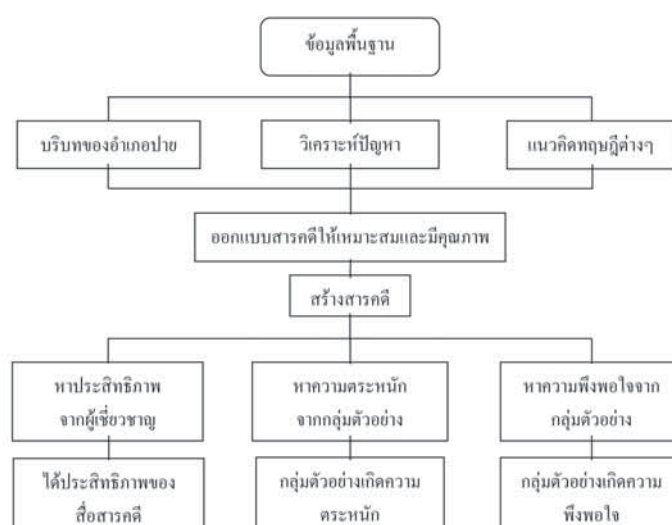 ข้อมูลพื้นฐาน
บริบทของอำเภอปาย
วิเคราะห์ปัญหา
แนวคิดทฤษฎีต่างๆ
ออกแบบสารคดีให้เหมาะสมและมีคุณภาพ
สร้างสารคดี
หาประสิทธิภาพ
จากผู้เชี่ยวชาญ
หาความตระหนัก
จากกลุ่มตัวอย่าง
หาความพึงพอใจจาก
กลุ่มตัวอย่าง
ได้ประสิทธิภาพของ
สื่อสารคดี
กลุ่มตัวอย่างเกิดความ
ตระหนัก
กลุ่มตัวอย่างเกิดความ
พึงพอใจ